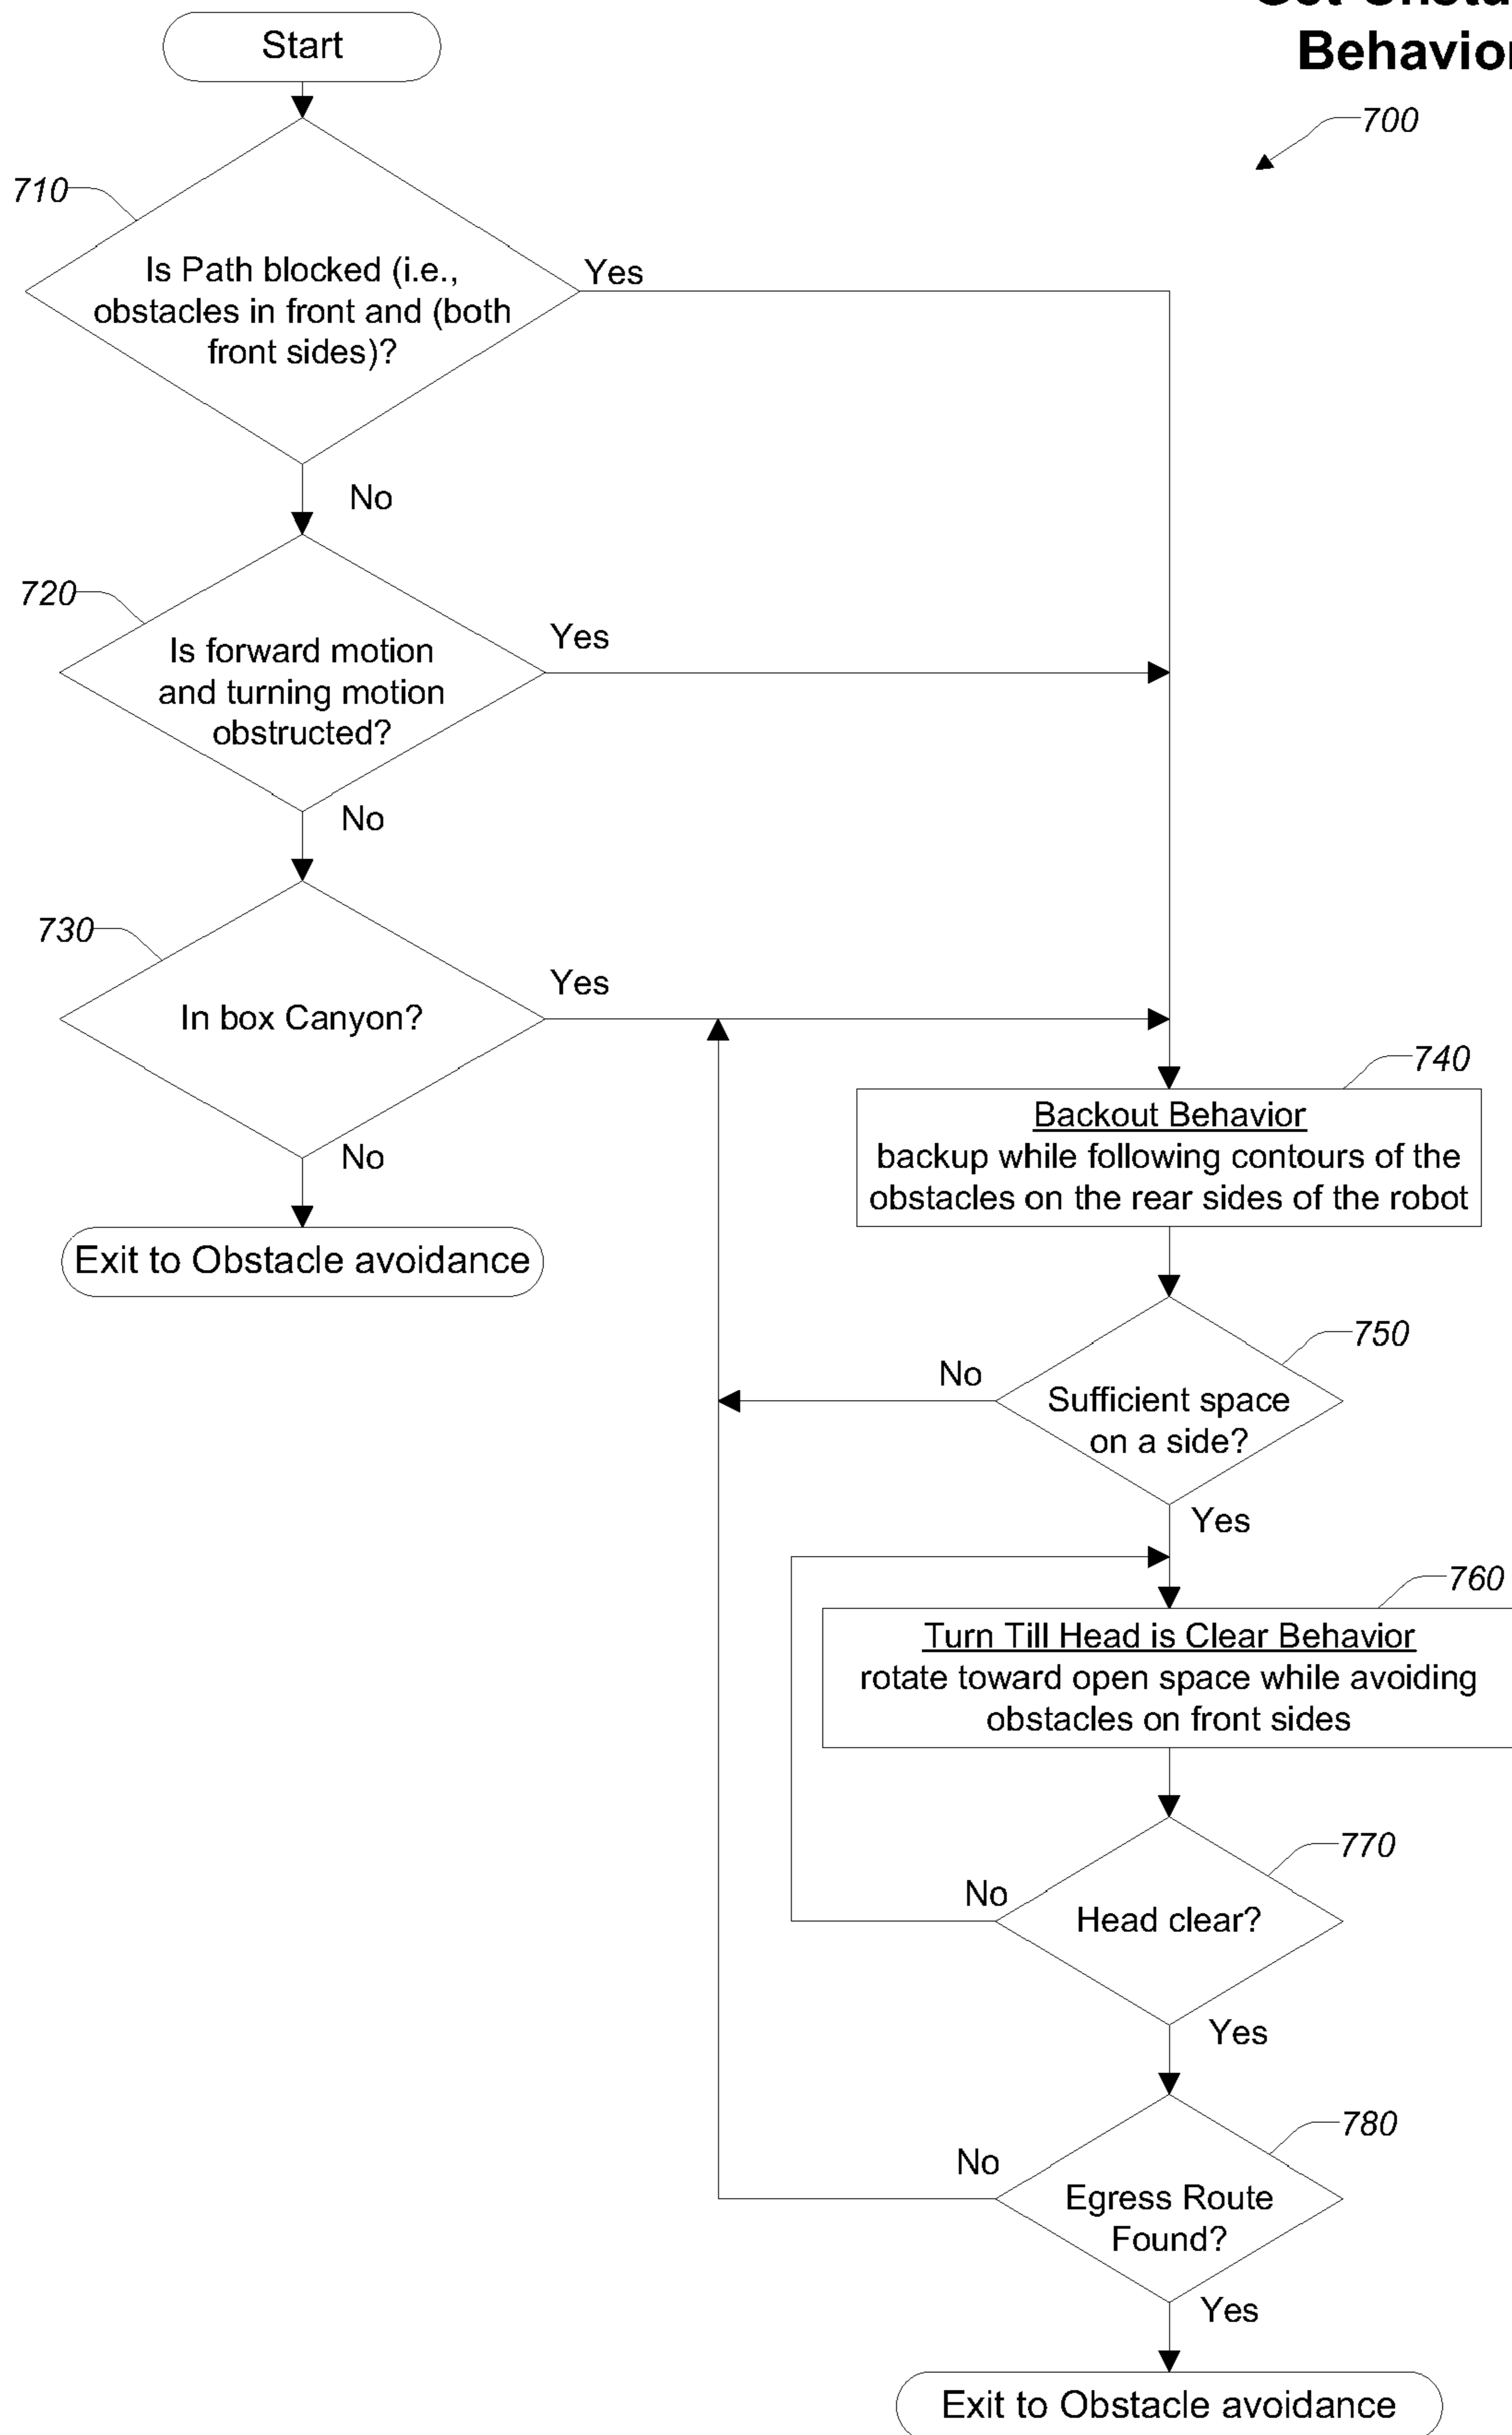 Behavior
700
Start
710
Is Path blocked (i.e.,
obstacles in front and (both
front sides)?
Yes
No
720
Is forward motion
and turning motion
obstructed?
Yes
No
730
In box Canyon?
Yes
No
Exit to Obstacle avoidance
740
Backout Behavior
backup while following contours of the
obstacles on the rear sides of the robot
750
Sufficient space
on a side?
No
Yes
760
Turn Till Head is Clear Behavior
rotate toward open space while avoiding
obstacles on front sides
770
Head clear?
No
Yes
780
Egress Route
Found?
No
Yes
Exit to Obstacle avoidance